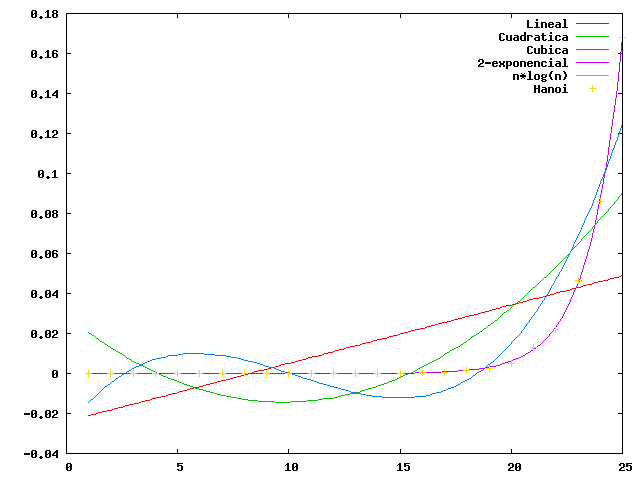 0.18
0.16
0.14
0.12
0.1
0.08
0.06
0.04
0.02
0
-0.02
-0.04
0 5 10 15 20 25
Lineal
Cuadratica
Cubica
2-exponencial
n*log(n)
Hanoi